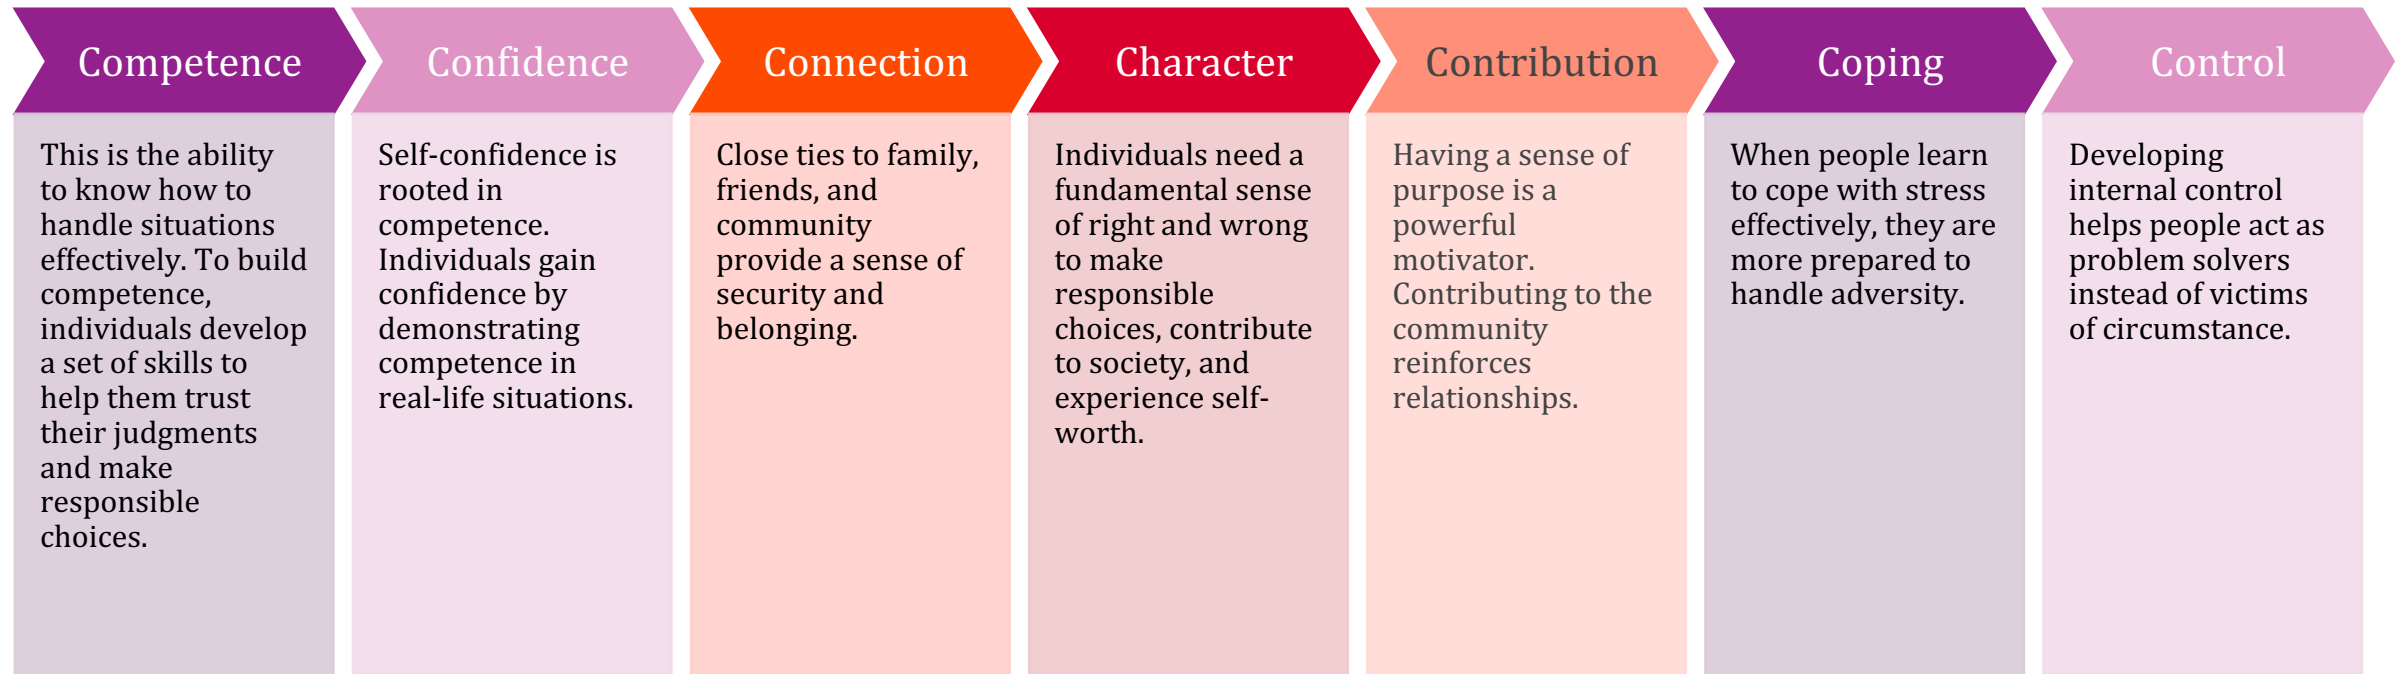 Competence
This is the ability
to know how to
handle situations
effectively. To build
competence,
individuals develop
a set of skills to
help them trust
their judgments
and make
responsible
choices.
Confidence
Self-confidence is
rooted in
competence.
Individuals gain
confidence by
demonstrating
competence in
real-life situations.
Connection
Close ties to family,
friends, and
community
provide a sense of
security and
belonging.
Character
Individuals need a
fundamental sense
of right and wrong
to make
responsible
choices, contribute
to society, and
experience self-
worth.
Contribution
Having a sense of
purpose is a
powerful
motivator.
Contributing to the
community
reinforces
relationships.
Coping
When people learn
to cope with stress
effectively, they are
more prepared to
handle adversity.
Control
Developing
internal control
helps people act as
problem solvers
instead of victims
of circumstance.